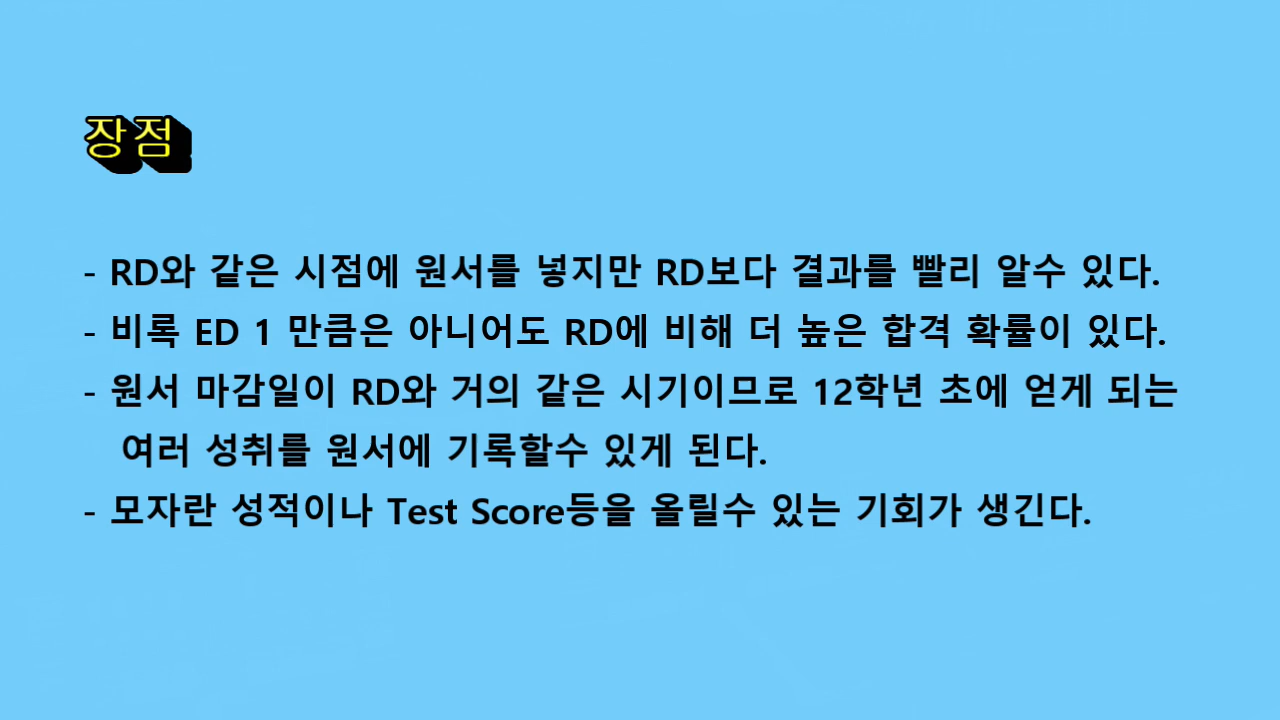 장점
- RD와 같은 시점에 원서를 넣지만 RD보다 결과를 빨리 알수 있다.
- 비록 ED 1 만큼은 아니어도 RD에 비해 더 높은 합격 확률이 있다.
- 원서 마감일이 RD와 거의 같은 시기이므로 12학년 초에 얻게 되는
여러 성취를 원서에 기록할수 있게 된다.
- 모자란 성적이나 Test Score등을 올릴수 있는 기회가 생긴다.